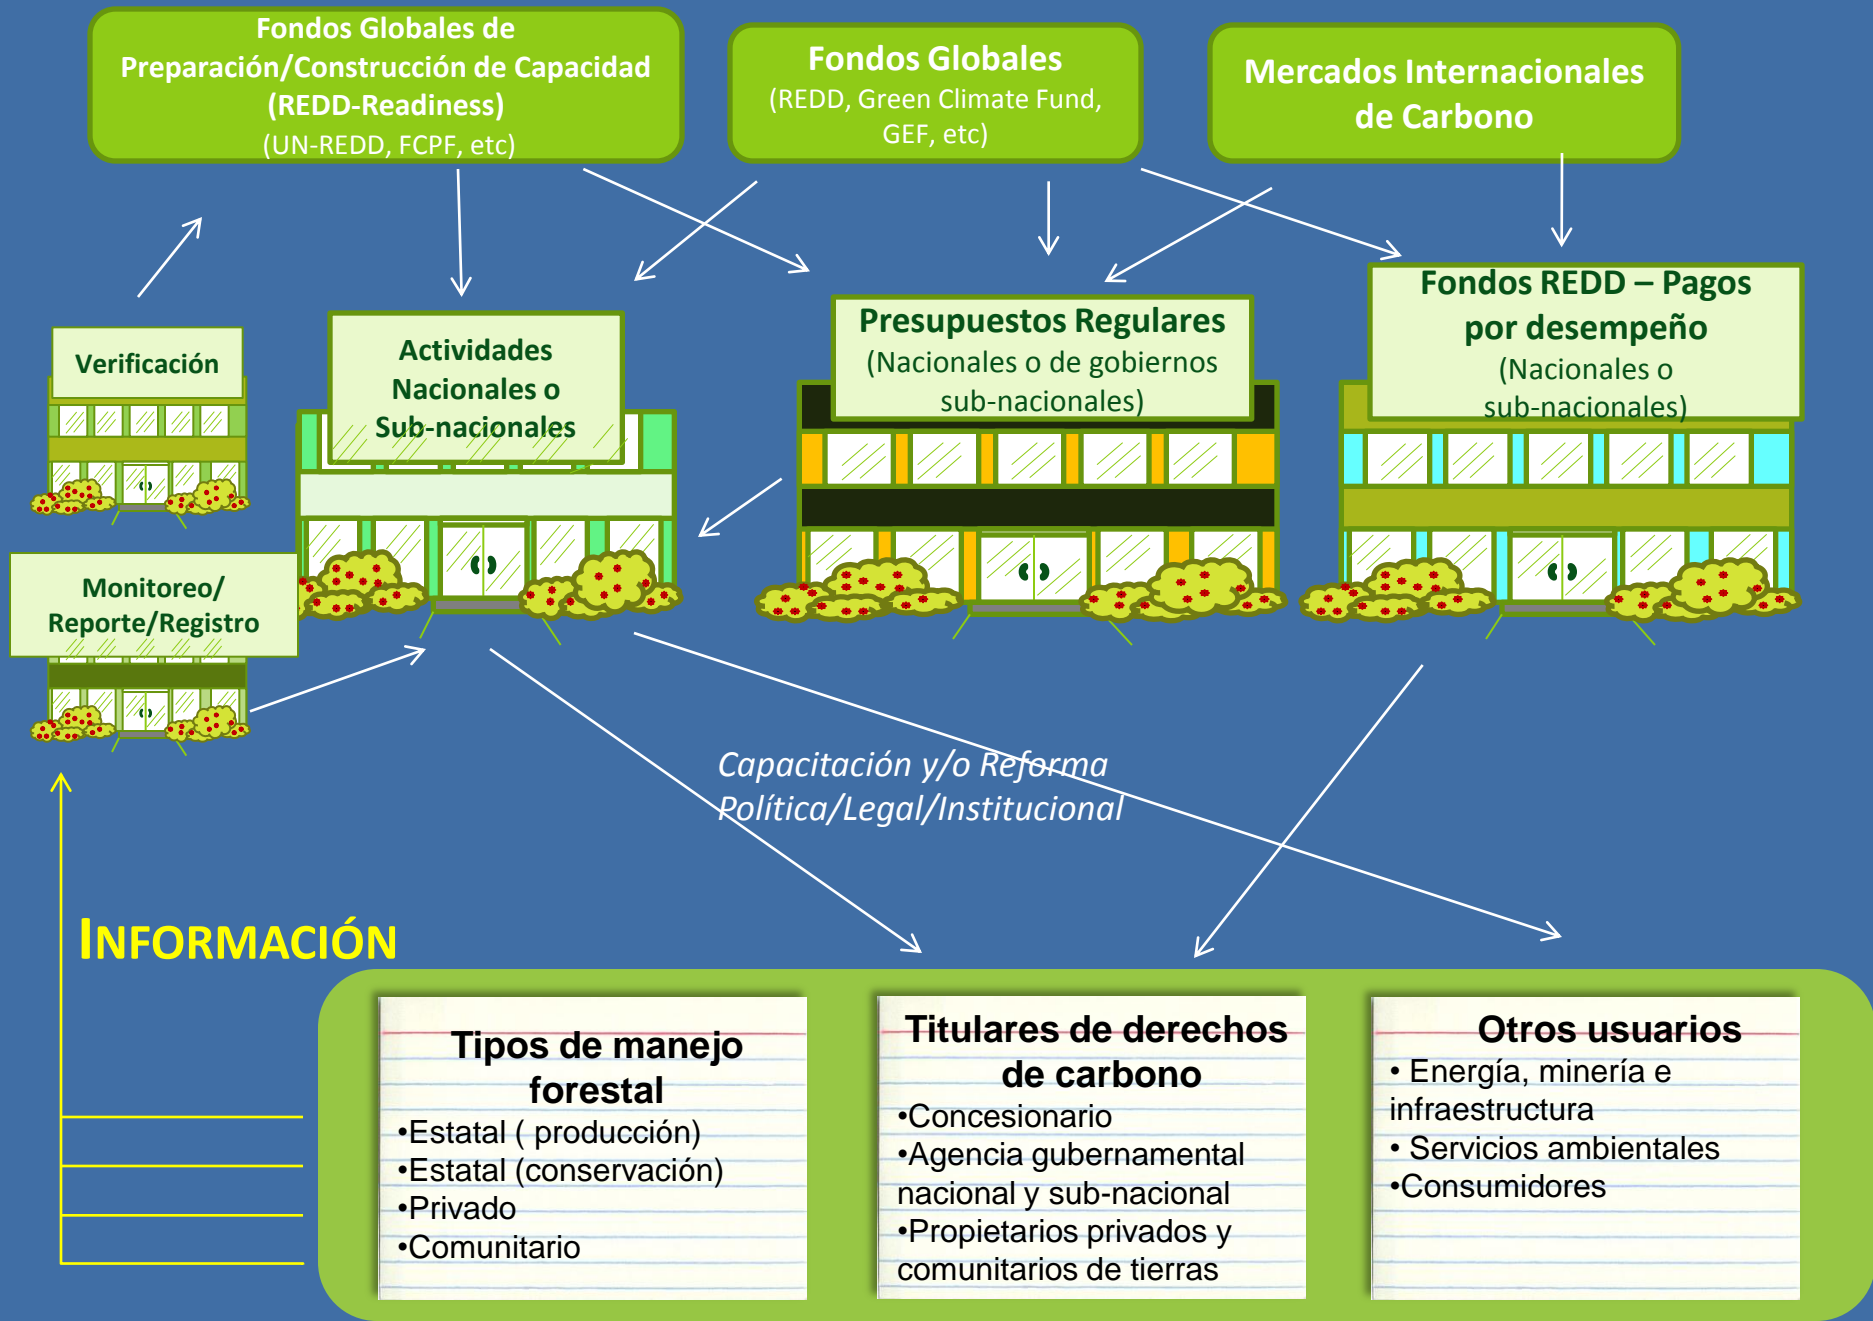 Fondos Globales de
Preparación/Construcción de Capacidad
(REDD-Readiness)
(UN-REDD, FCPF, etc)
Fondos Globales
(REDD, Green Climate Fund,
GEF, etc)
Mercados Internacionales
de Carbono
Verificación
Actividades
Nacionales o
Sub-nacionales
Presupuestos Regulares
(Nacionales o de gobiernos
sub-nacionales)
Fondos REDD – Pagos
por desempeño
(Nacionales o
sub-nacionales)
Monitoreo/
Reporte/Registro
Capacitación y/o Reforma
Política/Legal/Institucional
INFORMACIÓN
Tipos de manejo
forestal
•Estatal ( producción)
•Estatal (conservación)
•Privado
•Comunitario
Titulares de derechos
de carbono
•Concesionario
•Agencia gubernamental
nacional y sub-nacional
•Propietarios privados y
comunitarios de tierras
Otros usuarios
• Energía, minería e
infraestructura
• Servicios ambientales
•Consumidores